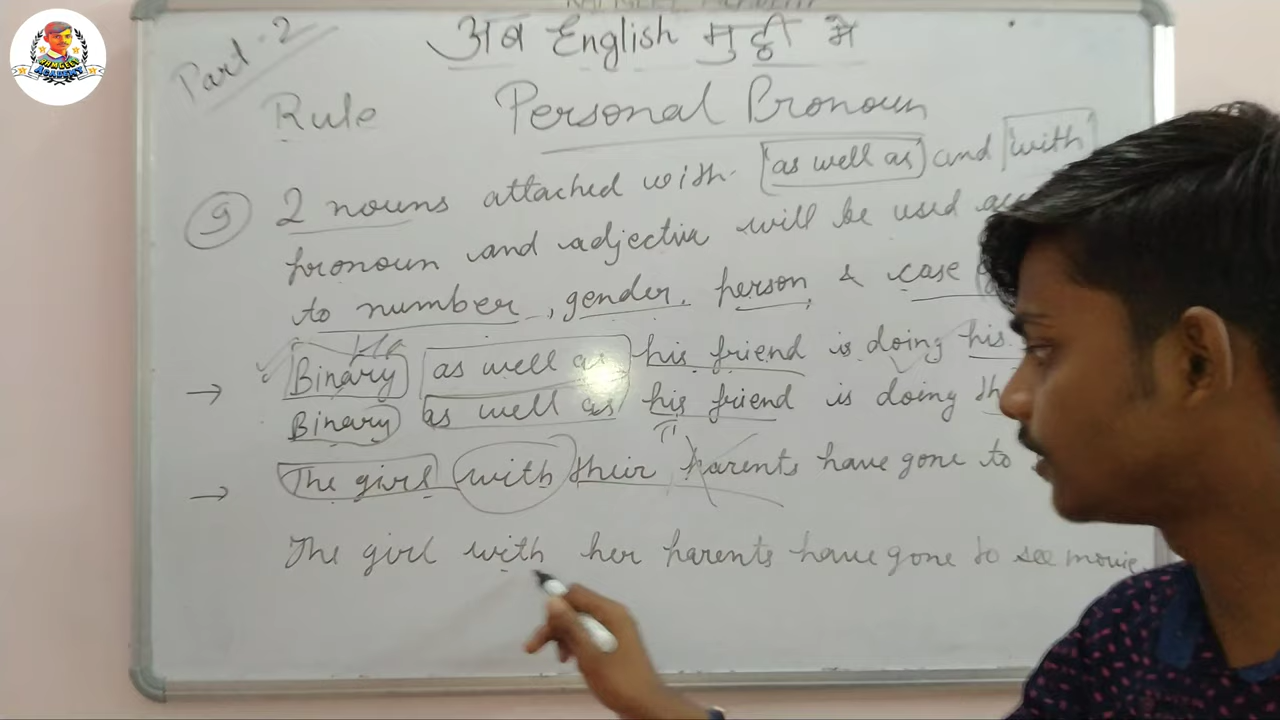 Part-2
अब English मुट्ठी मे
Rule Personal Pronoun
9 2 nouns attached with [as well as] and [with
pronoun and adjective will be used
to number, gender, person & case
→ Binary as well as his friend is doing his
Binary as well as his friend is doing
→ The girl with their parents have gone to
The girl with her parents have gone to see movie
ACADEMY